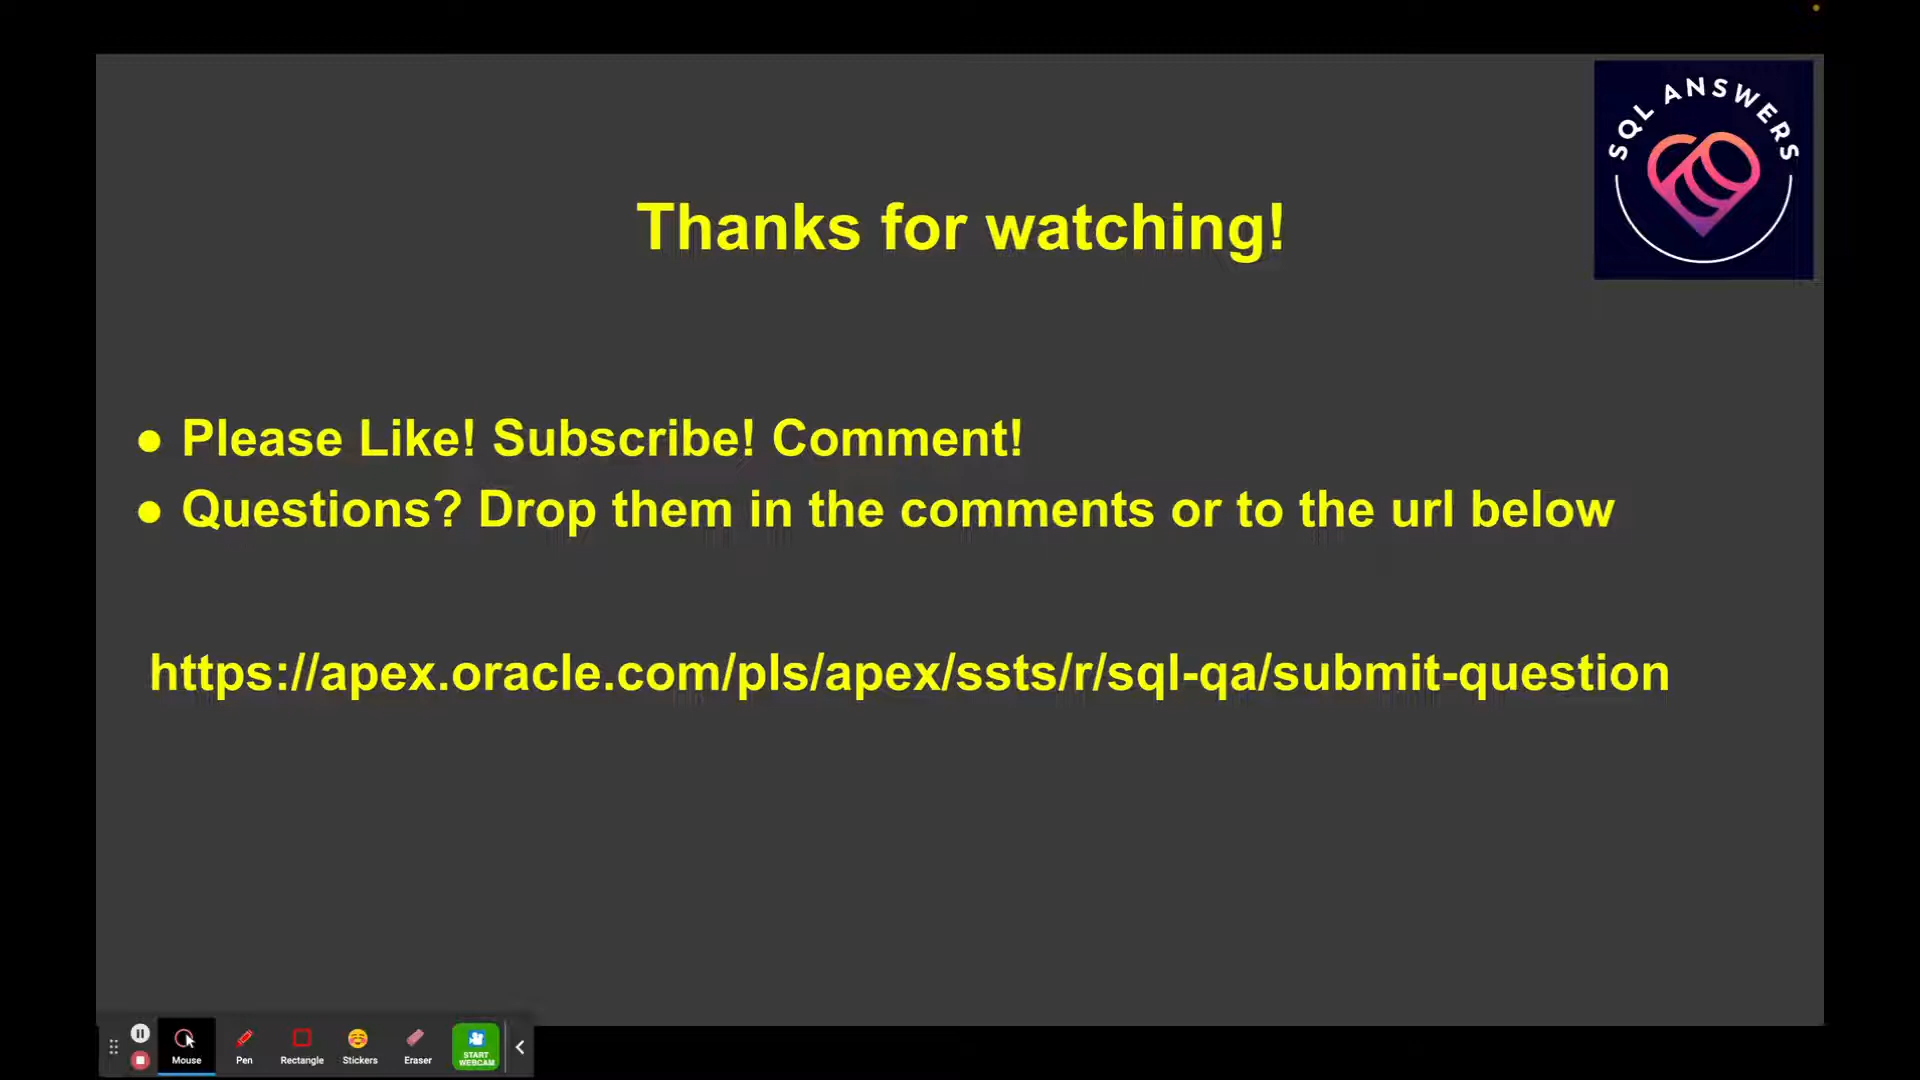 SQL ANSWERS
Thanks for watching!
● Please Like! Subscribe! Comment!
● Questions? Drop them in the comments or to the url below
https://apex.oracle.com/pls/apex/ssts/r/sql-qa/submit-question
Mouse
Pen
Rectangle
Stickers
Eraser
START
WEBCAM